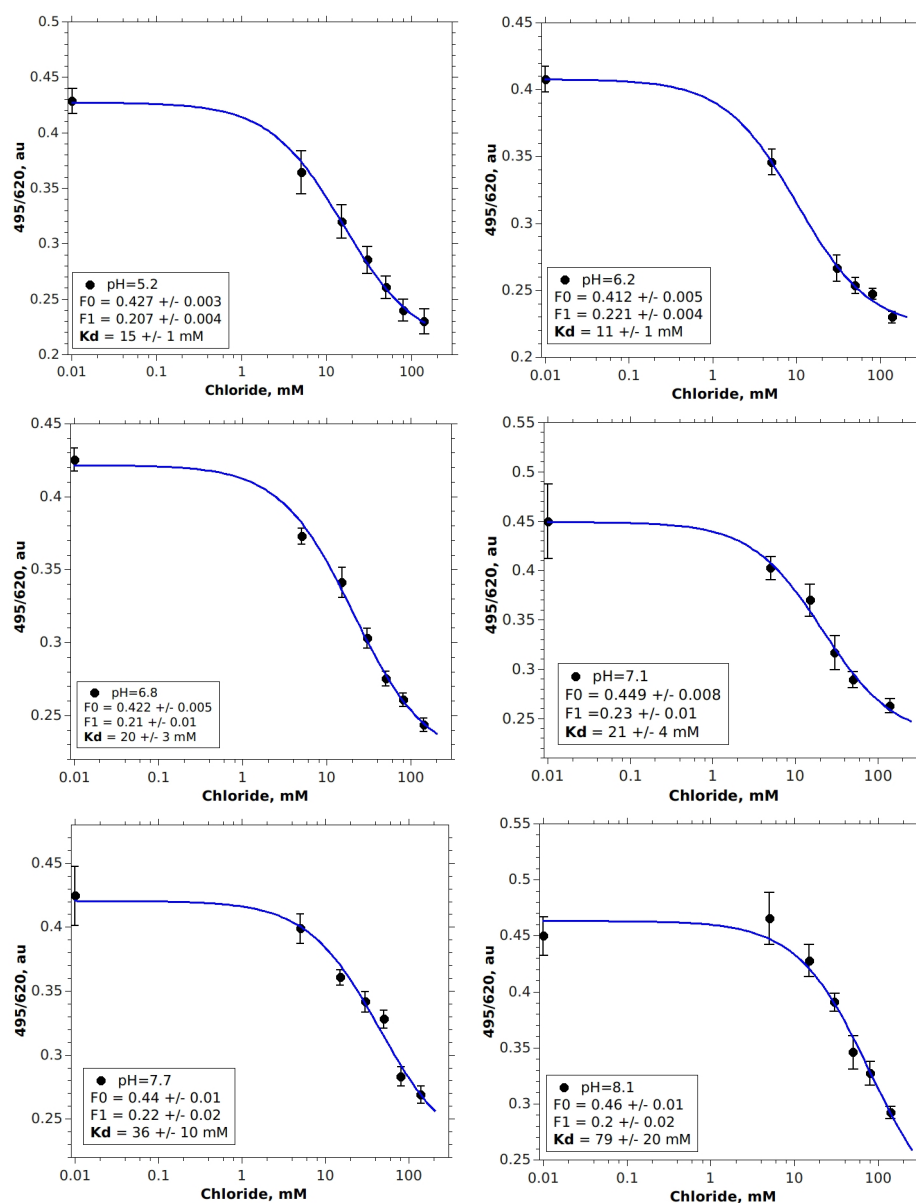 0.5
0.45
0.4
0.35
0.3
0.25
0.2
495/620, au
pH=5.2
F0 = 0.427 +/- 0.003
F1 = 0.207 +/- 0.004
Kd = 15 +/- 1 mM
0.01 0.1 1 10 100
Chloride, mM
0.45
0.4
0.35
0.3
0.25
0.2
495/620, au
pH=6.2
F0 = 0.412 +/- 0.005
F1 = 0.221 +/- 0.004
Kd = 11 +/- 1 mM
0.01 0.1 1 10 100
Chloride, mM
0.45
0.4
0.35
0.3
0.25
495/620, au
pH=6.8
F0 = 0.422 +/- 0.005
F1 = 0.21 +/- 0.01
Kd = 20 +/- 3 mM
0.01 0.1 1 10 100
Chloride, mM
0.55
0.5
0.45
0.4
0.35
0.3
0.25
495/620, au
pH=7.1
F0 = 0.449 +/- 0.008
F1 =0.23 +/- 0.01
Kd = 21 +/- 4 mM
0.01 0.1 1 10 100
Chloride, mM
0.45
0.4
0.35
0.3
0.25
495/620, au
pH=7.7
F0 = 0.44 +/- 0.01
F1 = 0.22 +/- 0.02
Kd = 36 +/- 10 mM
0.01 0.1 1 10 100
Chloride, mM
0.55
0.5
0.45
0.4
0.35
0.3
0.25
495/620, au
pH=8.1
F0 = 0.46 +/- 0.01
F1 = 0.2 +/- 0.02
Kd = 79 +/- 20 mM
0.01 0.1 1 10 100
Chloride, mM